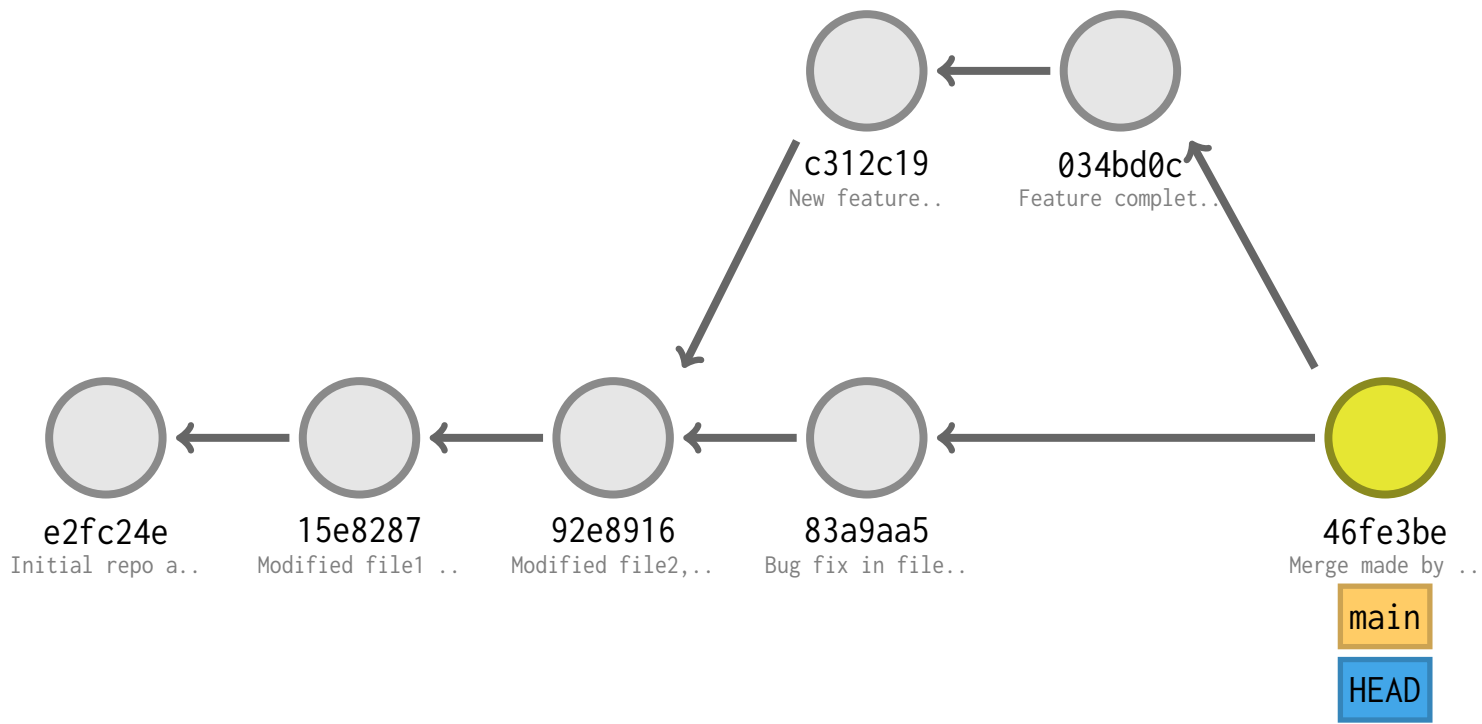 c312c19
New feature..
034bd0c
Feature complet..
e2fc24e
Initial repo a..
15e8287
Modified file1 ..
92e8916
Modified file2,..
83a9aa5
Bug fix in file..
46fe3be
Merge made by ..
main
HEAD